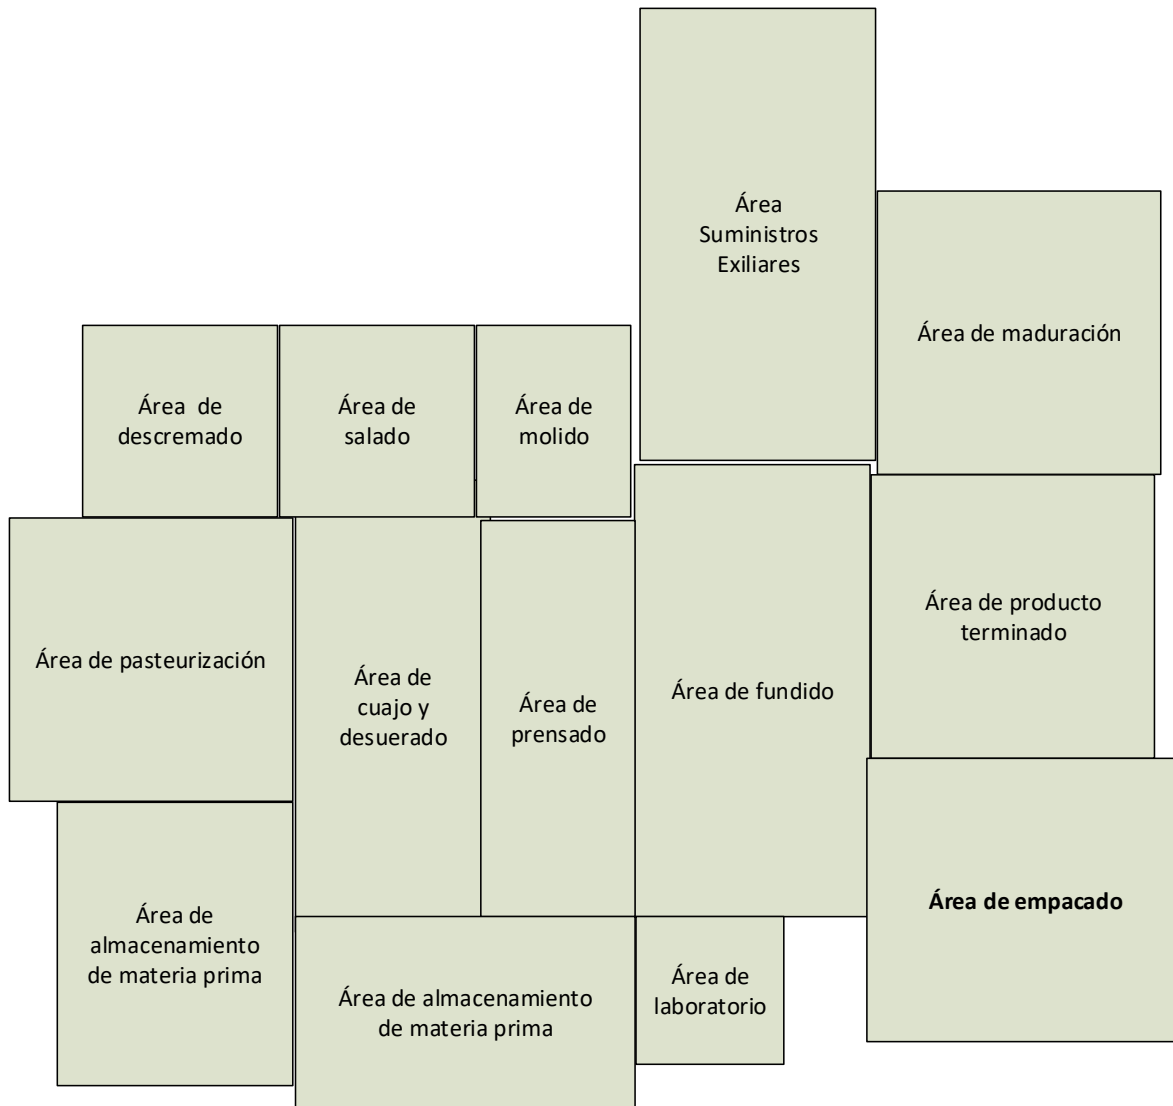 Área
Suministros
Exiliares
Área de maduración
Área  de
descremado
Área de
salado
Área de
molido
Área de producto
terminado
Área de pasteurización
Área de
cuajo y
desuerado
Área de
prensado
Área de fundido
Área de empacado
Área de
almacenamiento
de materia prima
Área de almacenamiento
de materia prima
Área de
laboratorio